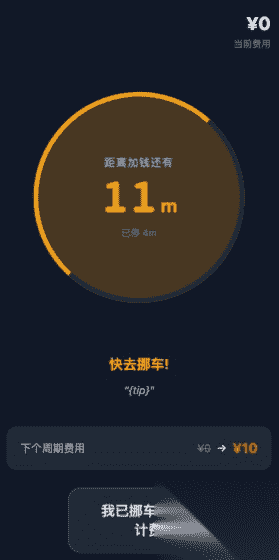 ¥0
当前费用
距离加钱还有
11m
已停 4m
快去挪车!
"{tip}"
下个周期费用 ¥0 → ¥10
我已挪车
计费